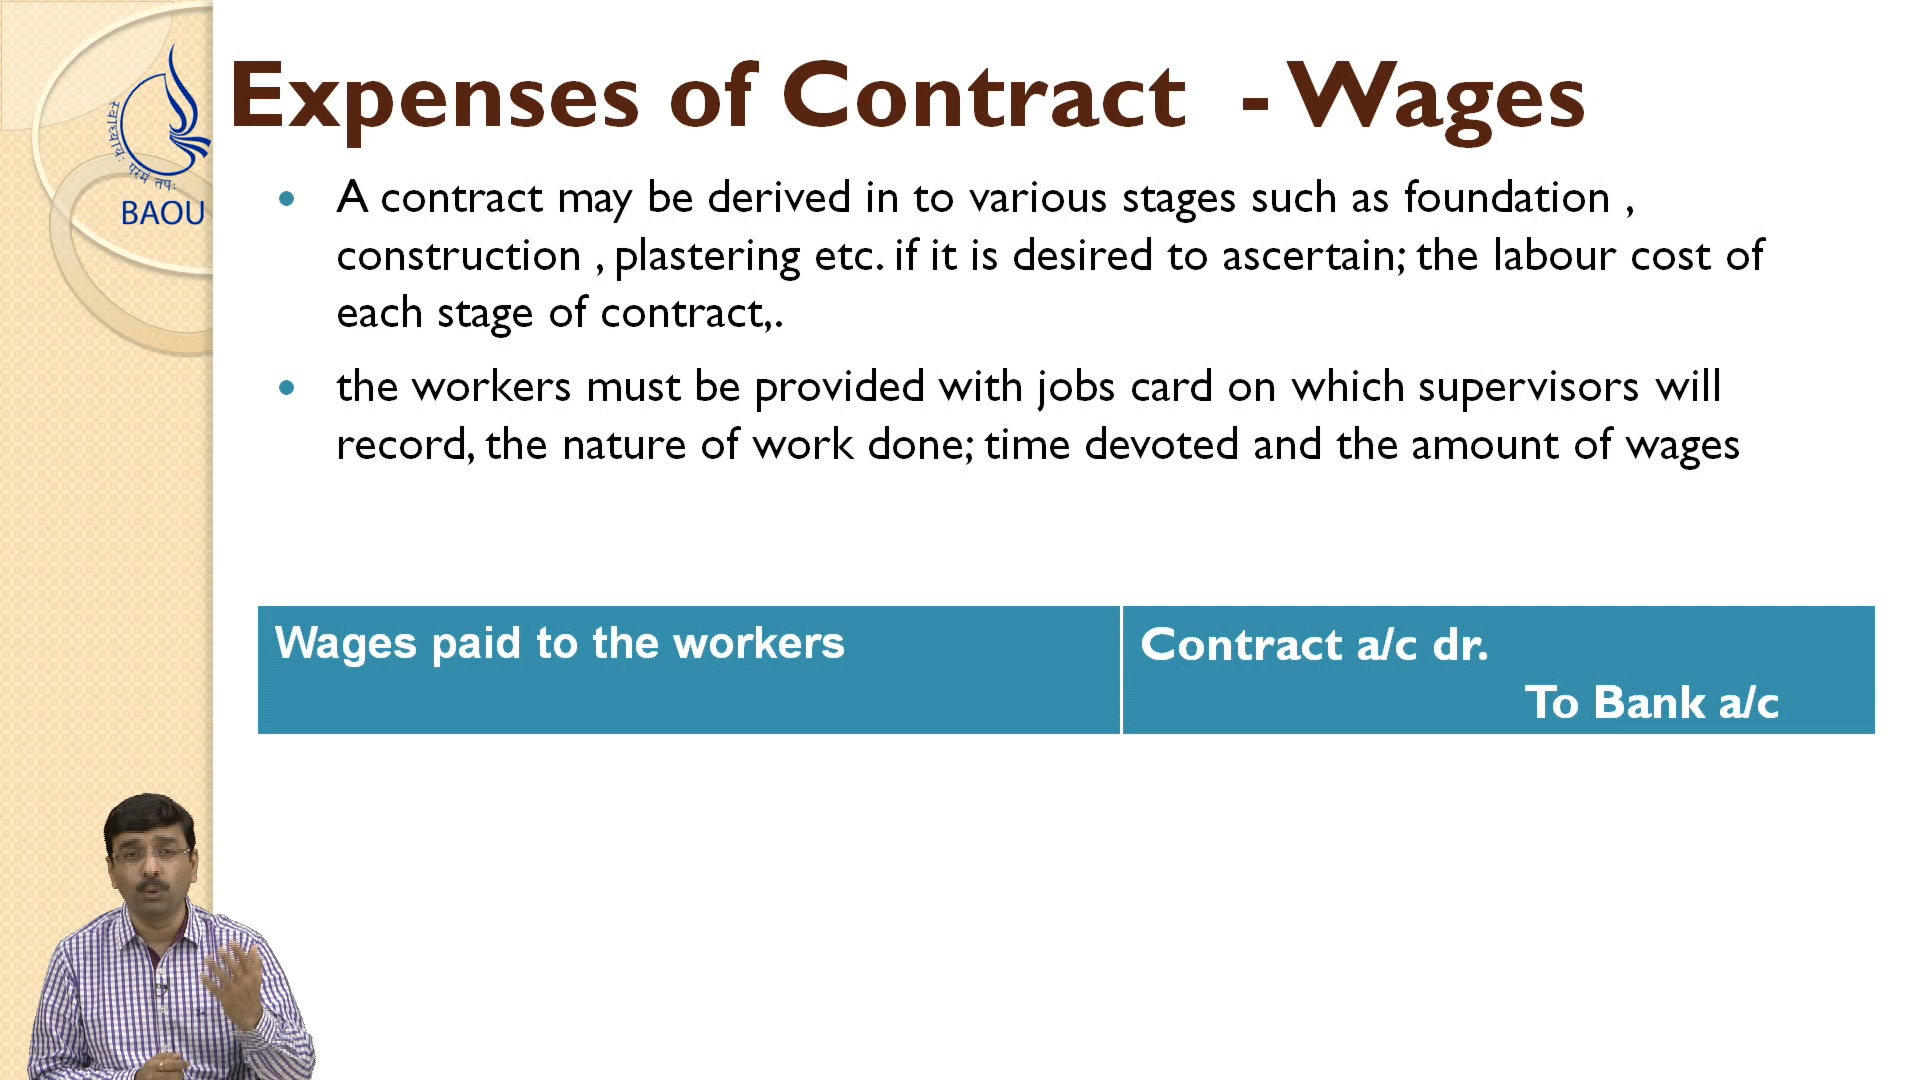 स्वाध्यायः परमं तपः
BAOU
Expenses of Contract - Wages
A contract may be derived in to various stages such as foundation ,
construction , plastering etc. if it is desired to ascertain; the labour cost of
each stage of contract,.
the workers must be provided with jobs card on which supervisors will
record, the nature of work done; time devoted and the amount of wages
Wages paid to the workers
Contract a/c dr.
To Bank a/c